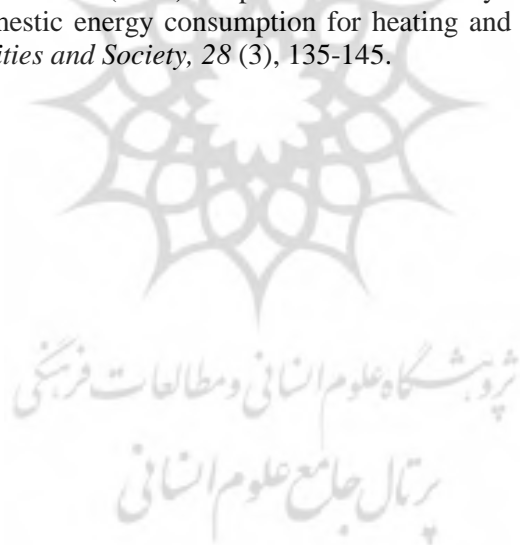 mestic energy consumption for heating and
ities and Society, 28 (3), 135-145.
پژوهشگاه علوم انسانی و مطالعات فرهنگی
پرتال جامع علوم انسانی